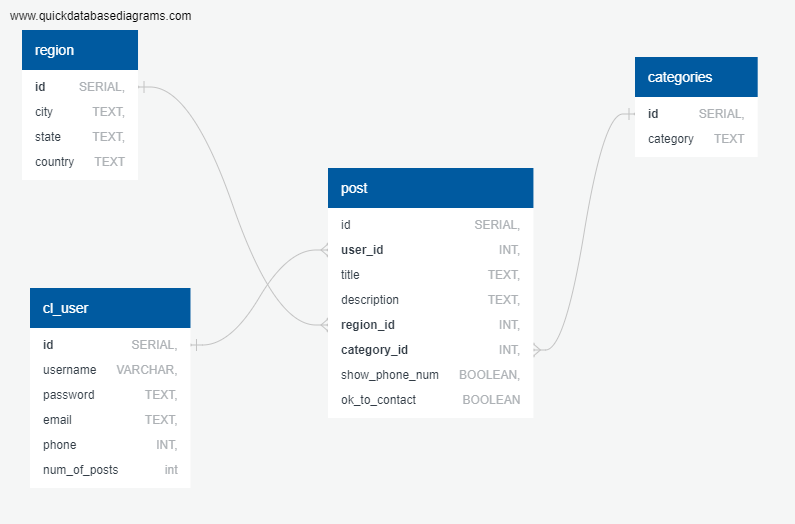 www.quickdatabasediagrams.com
region
id SERIAL,
city TEXT,
state TEXT,
country TEXT
categories
id SERIAL,
category TEXT
post
id SERIAL,
user_id INT,
title TEXT,
description TEXT,
region_id INT,
category_id INT,
show_phone_num BOOLEAN,
ok_to_contact BOOLEAN
cl_user
id SERIAL,
username VARCHAR,
password TEXT,
email TEXT,
phone INT,
num_of_posts int